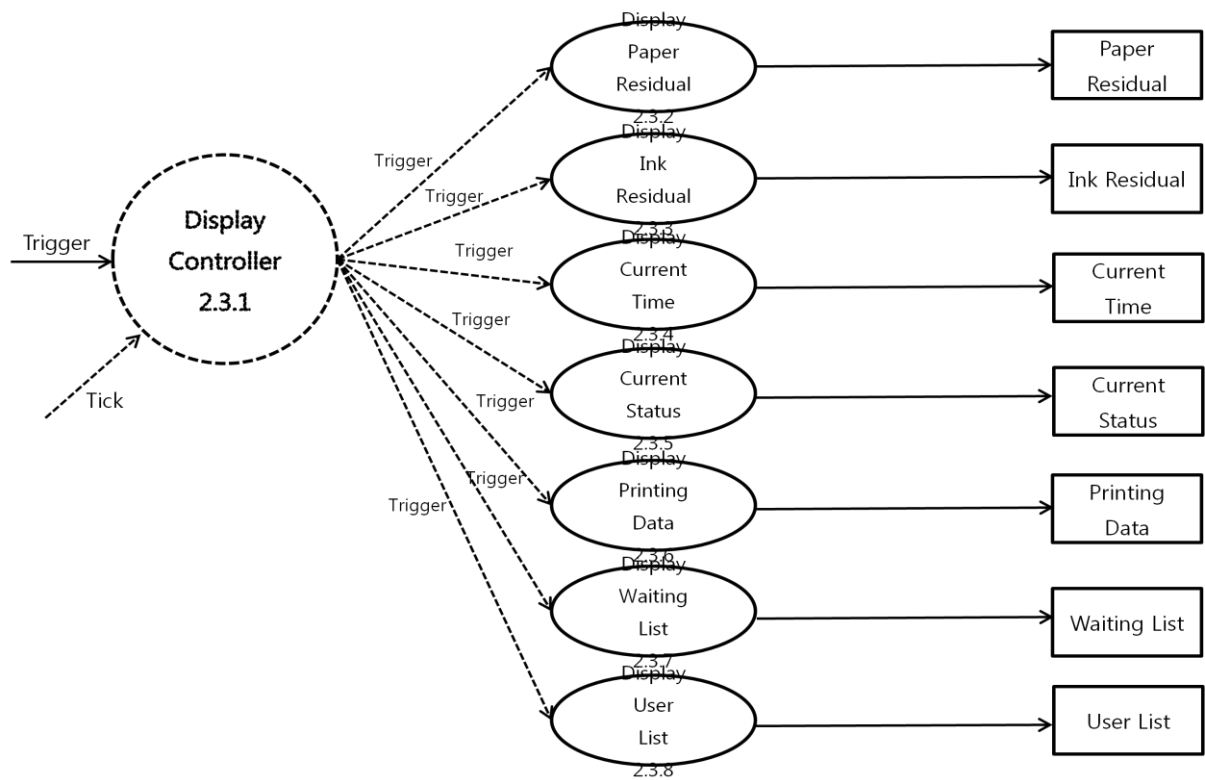 Trigger
Tick
Display
Controller
2.3.1
Trigger
Trigger
Trigger
Trigger
Trigger
Trigger
Trigger
Display
Paper
Residual
2.3.2
Display
Ink
Residual
2.3.3
Display
Current
Time
2.3.4
Display
Current
Status
2.3.5
Display
Printing
Data
2.3.6
Display
Waiting
List
2.3.7
Display
User
List
2.3.8
Paper
Residual
Ink Residual
Current
Time
Current
Status
Printing
Data
Waiting List
User List